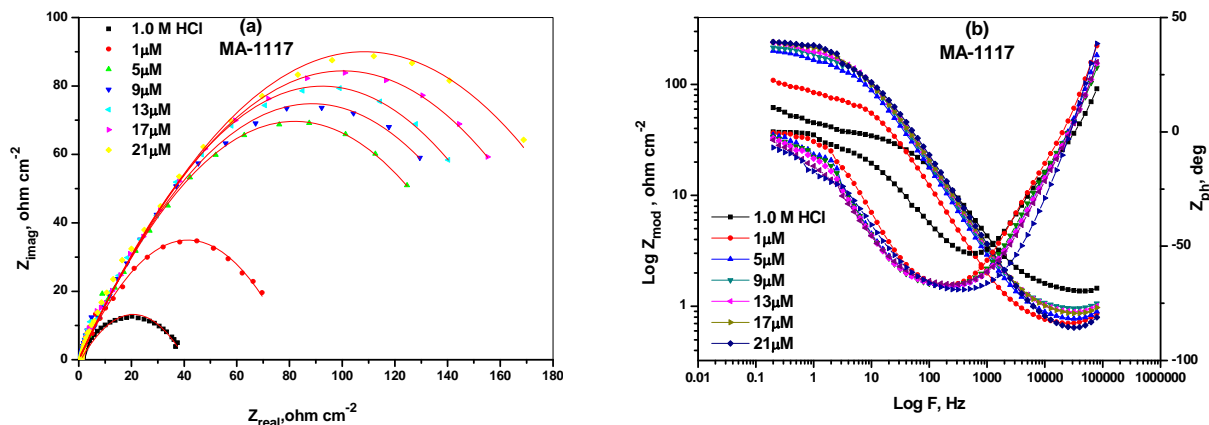 (a)
MA-1117
1.0 M HCl
1µM
5µM
9µM
13µM
17µM
21µM
100
80
60
40
20
0
0 20 40 60 80 100 120 140 160 180
Z_imag, ohm cm⁻²
Z_real,ohm cm⁻²
(b)
MA-1117
100
10
1
Log Z_mod , ohm cm⁻²
50
0
-50
-100
Z_ph, deg
1.0 M HCl
1µM
5µM
9µM
13µM
17µM
21µM
0.01 0.1 1 10 100 1000 10000 100000 1000000
Log F, Hz